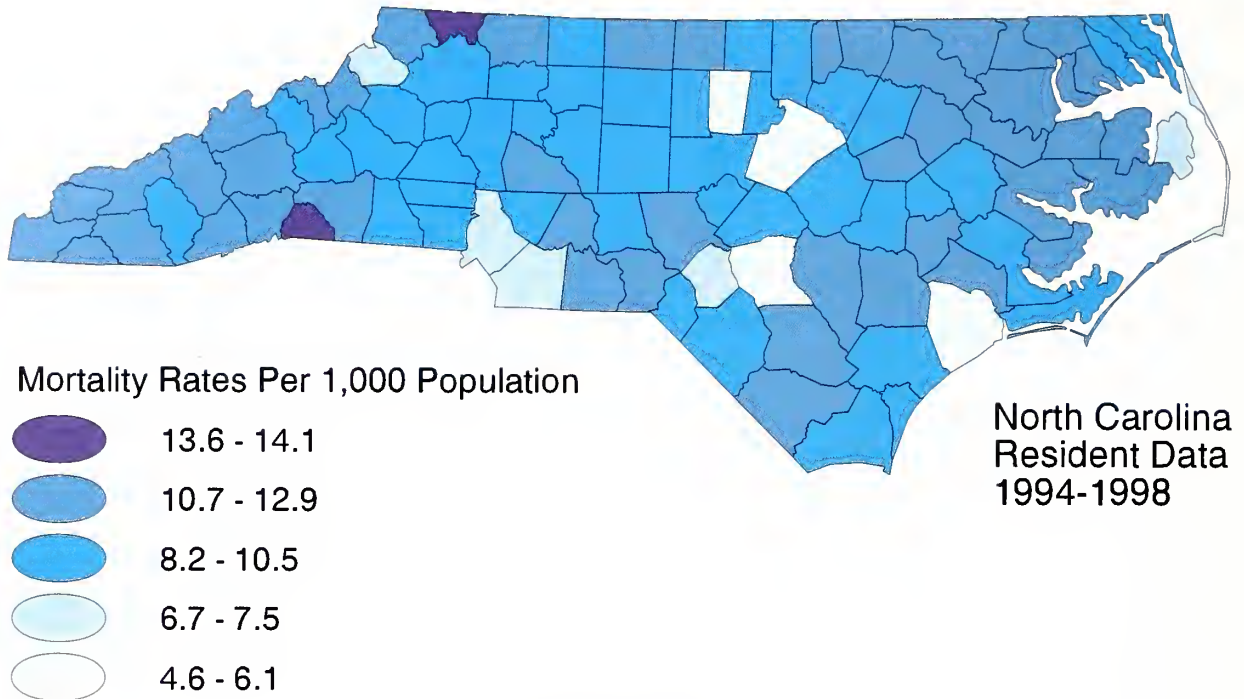 Mortality Rates Per 1,000 Population
13.6 - 14.1
10.7 - 12.9
8.2 - 10.5
6.7 - 7.5
4.6 - 6.1
North Carolina
Resident Data
1994-1998